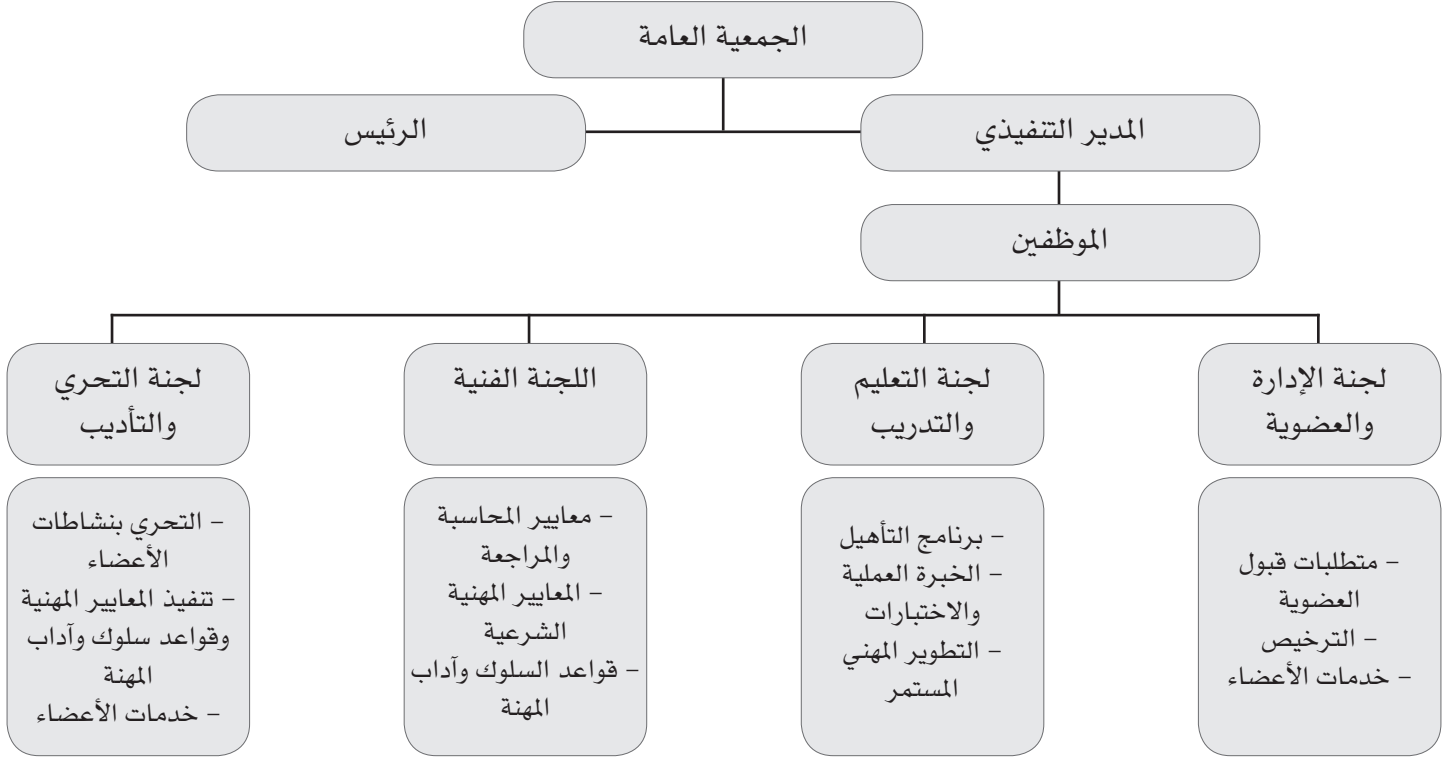 الجمعية العامة
المدير التنفيذي
الرئيس
الموظفين
لجنة الإدارة
والعضوية
لجنة التعليم
والتدريب
اللجنة الفنية
لجنة التحري
والتأديب
– متطلبات قبول
العضوية
– الترخيص
– خدمات الأعضاء
– برنامج التأهيل
– الخبرة العملية
والاختبارات
– التطوير المهني
المستمر
– معايير المحاسبة
والمراجعة
– المعايير المهنية
الشرعية
– قواعد السلوك وآداب
المهنة
– التحري بنشاطات
الأعضاء
– تنفيذ المعايير المهنية
وقواعد سلوك وآداب
المهنة
– خدمات الأعضاء